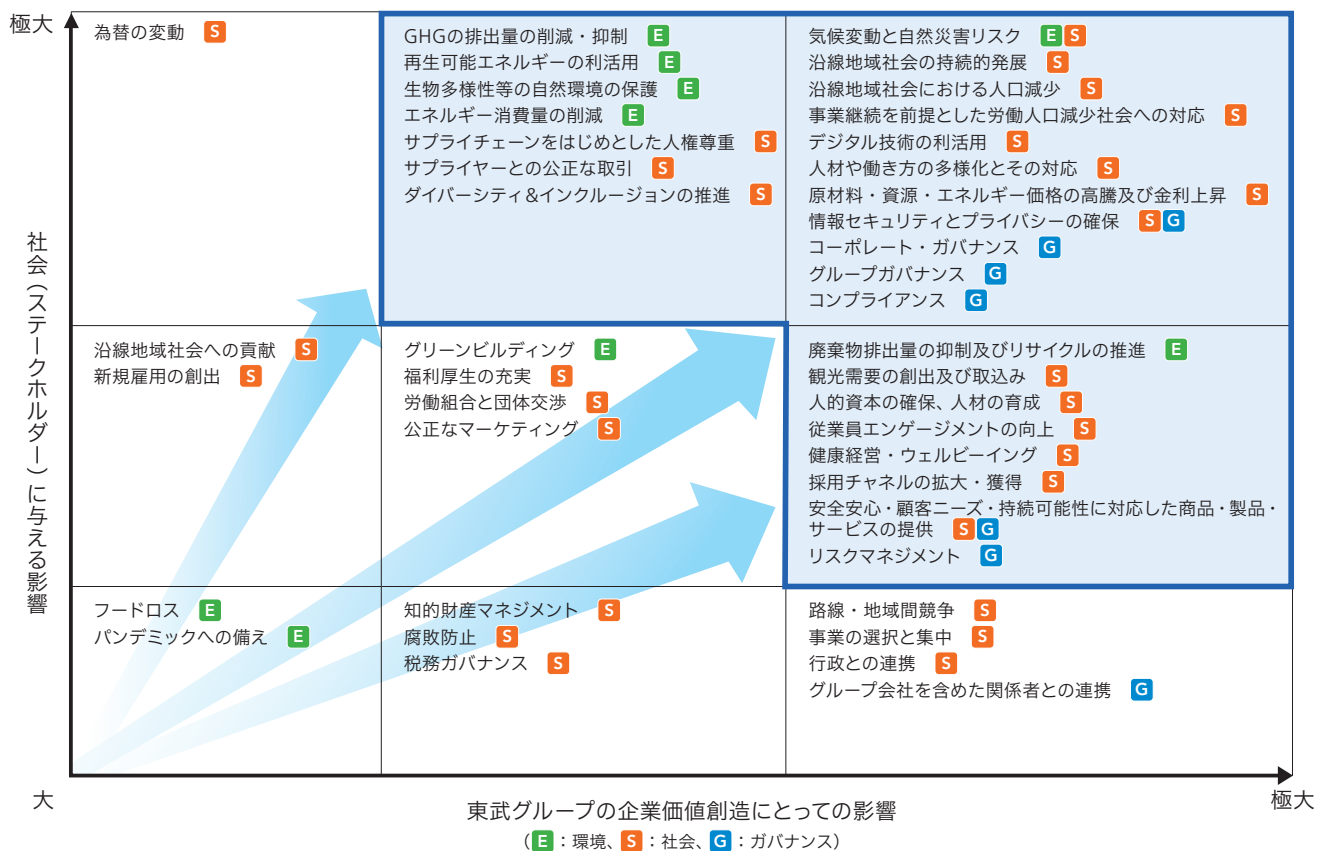 極大
為替の変動 S
GHGの排出量の削減・抑制 E
再生可能エネルギーの利活用 E
生物多様性等の自然環境の保護 E
エネルギー消費量の削減 E
サプライチェーンをはじめとした人権尊重 S
サプライヤーとの公正な取引 S
ダイバーシティ&インクルージョンの推進 S
気候変動と自然災害リスク E S
沿線地域社会の持続的発展 S
沿線地域社会における人口減少 S
事業継続を前提とした労働人口減少社会への対応 S
デジタル技術の利活用 S
人材や働き方の多様化とその対応 S
原材料・資源・エネルギー価格の高騰及び金利上昇 S
情報セキュリティとプライバシーの確保 S G
コーポレート・ガバナンス G
グループガバナンス G
コンプライアンス G
社会(ステークホルダー)に与える影響
沿線地域社会への貢献 S
新規雇用の創出 S
グリーンビルディング E
福利厚生の充実 S
労働組合と団体交渉 S
公正なマーケティング S
廃棄物排出量の抑制及びリサイクルの推進 E
観光需要の創出及び取込み S
人的資本の確保、人材の育成 S
従業員エンゲージメントの向上 S
健康経営・ウェルビーイング S
採用チャネルの拡大・獲得 S
安全安心・顧客ニーズ・持続可能性に対応した商品・製品・
サービスの提供 S G
リスクマネジメント G
フードロス E
パンデミックへの備え E
知的財産マネジメント S
腐敗防止 S
税務ガバナンス S
路線・地域間競争 S
事業の選択と集中 S
行政との連携 S
グループ会社を含めた関係者との連携 G
大
東武グループの企業価値創造にとっての影響
極大
(E:環境、S:社会、G:ガバナンス)